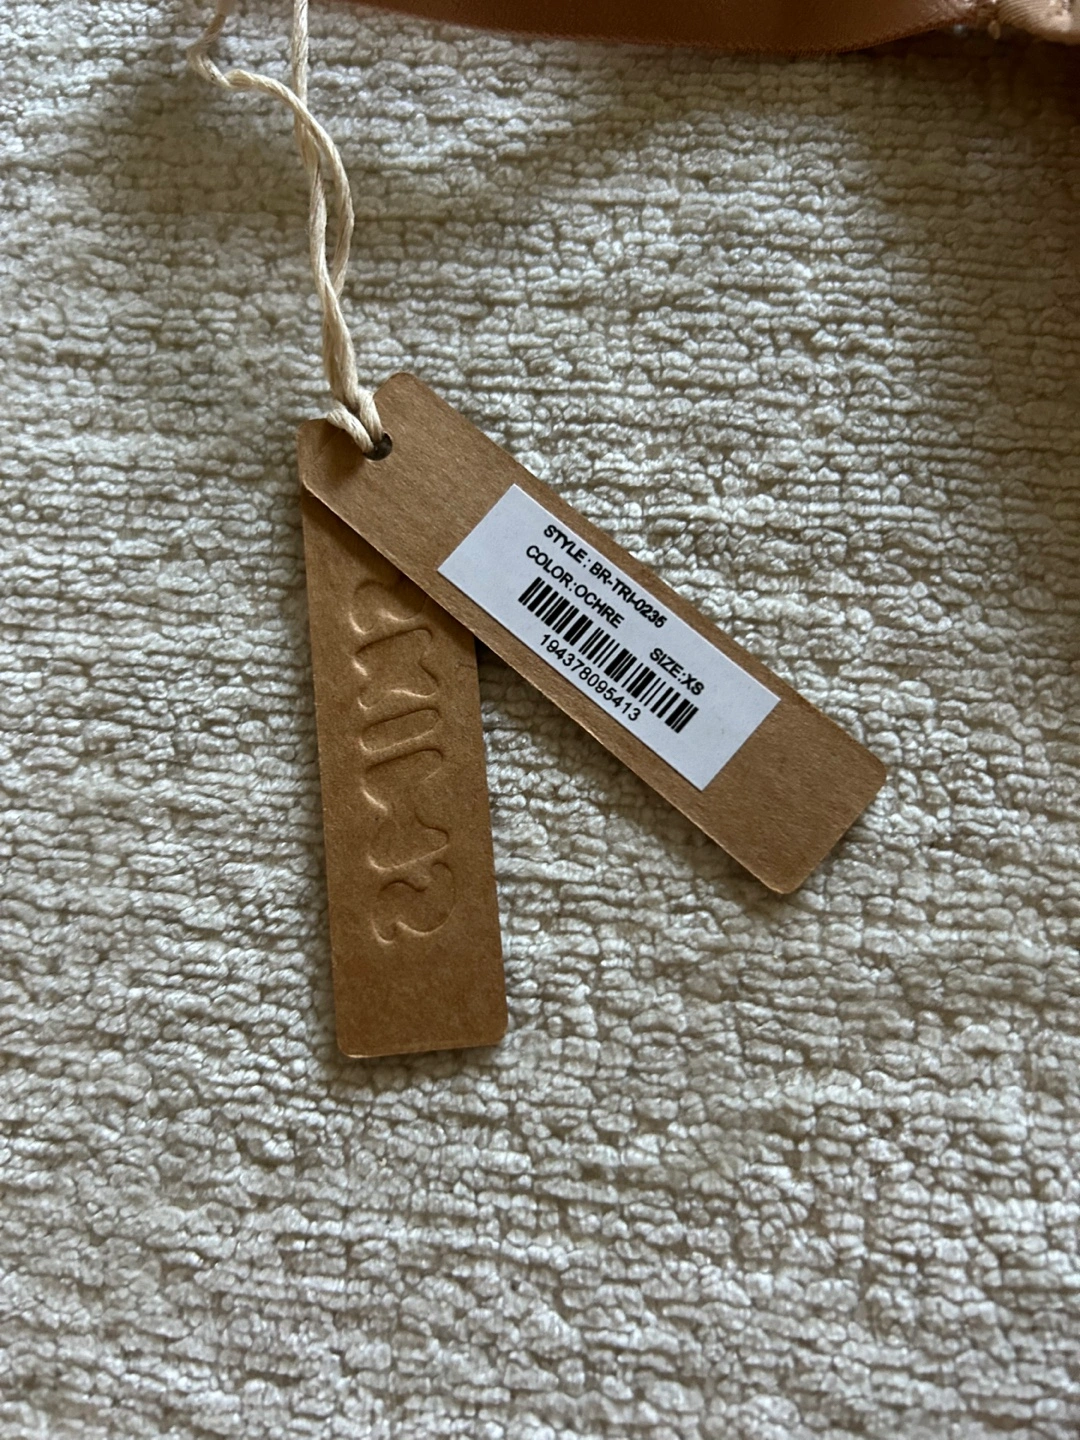 STYLE: BR-TRI-0235
COLOR:OCHRE
SIZE:XS
194378095413